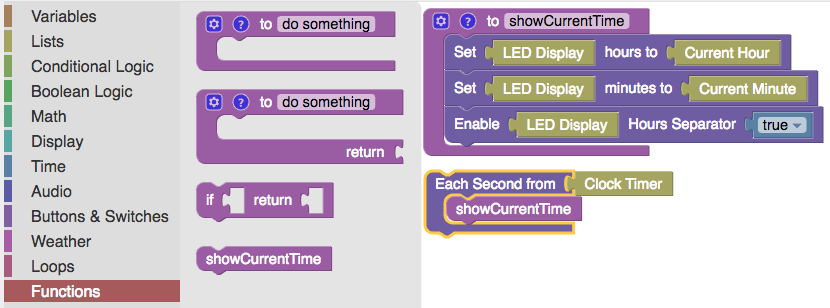 Variables
Lists
Conditional Logic
Boolean Logic
Math
Display
Time
Audio
Buttons & Switches
Weather
Loops
Functions
? to do something
? to do something
return
if return
showCurrentTime
? to showCurrentTime
Set LED Display hours to Current Hour
Set LED Display minutes to Current Minute
Enable LED Display Hours Separator true
Each Second from Clock Timer
showCurrentTime